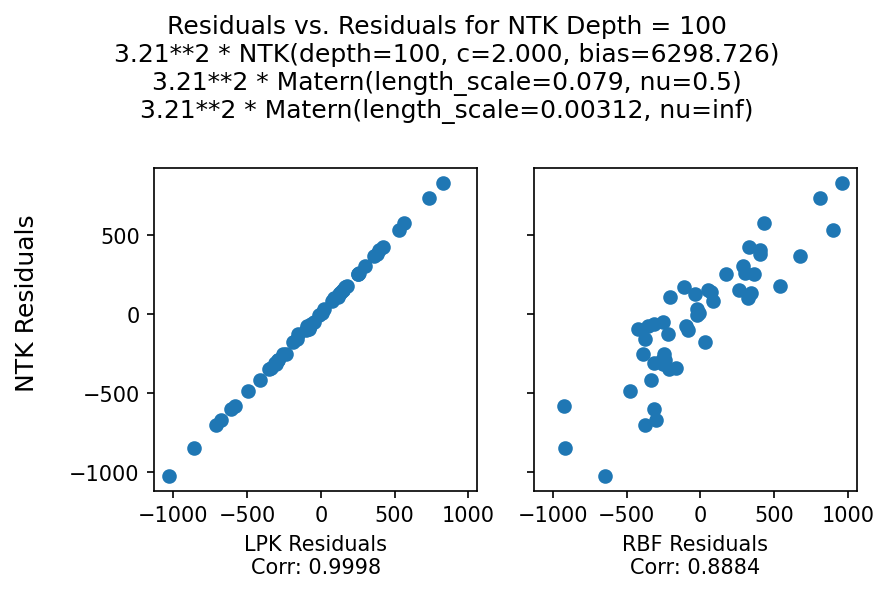 Residuals vs. Residuals for NTK Depth = 100
3.21**2 * NTK(depth=100, c=2.000, bias=6298.726)
3.21**2 * Matern(length_scale=0.079, nu=0.5)
3.21**2 * Matern(length_scale=0.00312, nu=inf)
NTK Residuals
500
0
−500
−1000
−1000 −500 0 500 1000
LPK Residuals
Corr: 0.9998
−1000 −500 0 500 1000
RBF Residuals
Corr: 0.8884